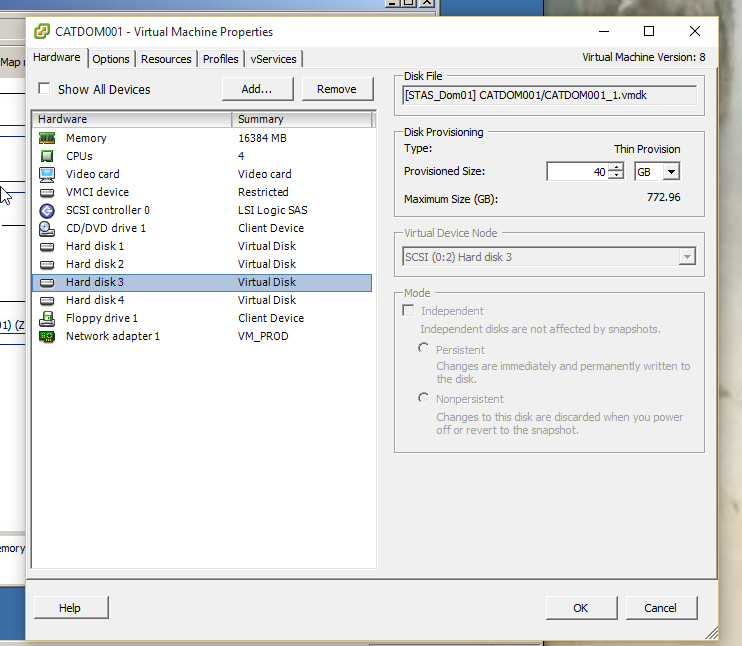 CATDOM001 - Virtual Machine Properties
Hardware Options Resources Profiles vServices
Virtual Machine Version: 8
Show All Devices
Add...
Remove
Hardware Summary
Memory 16384 MB
CPUs 4
Video card Video card
VMCI device Restricted
SCSI controller 0 LSI Logic SAS
CD/DVD drive 1 Client Device
Hard disk 1 Virtual Disk
Hard disk 2 Virtual Disk
Hard disk 3 Virtual Disk
Hard disk 4 Virtual Disk
Floppy drive 1 Client Device
Network adapter 1 VM_PROD
Disk File
[STAS_Dom01] CATDOM001/CATDOM001_1.vmdk
Disk Provisioning
Type: Thin Provision
Provisioned Size: 40 GB
Maximum Size (GB): 772.96
Virtual Device Node
SCSI (0:2) Hard disk 3
Mode
Independent
Independent disks are not affected by snapshots.
Persistent
Changes are immediately and permanently written to
the disk.
Nonpersistent
Changes to this disk are discarded when you power
off or revert to the snapshot.
Help
OK
Cancel
Map